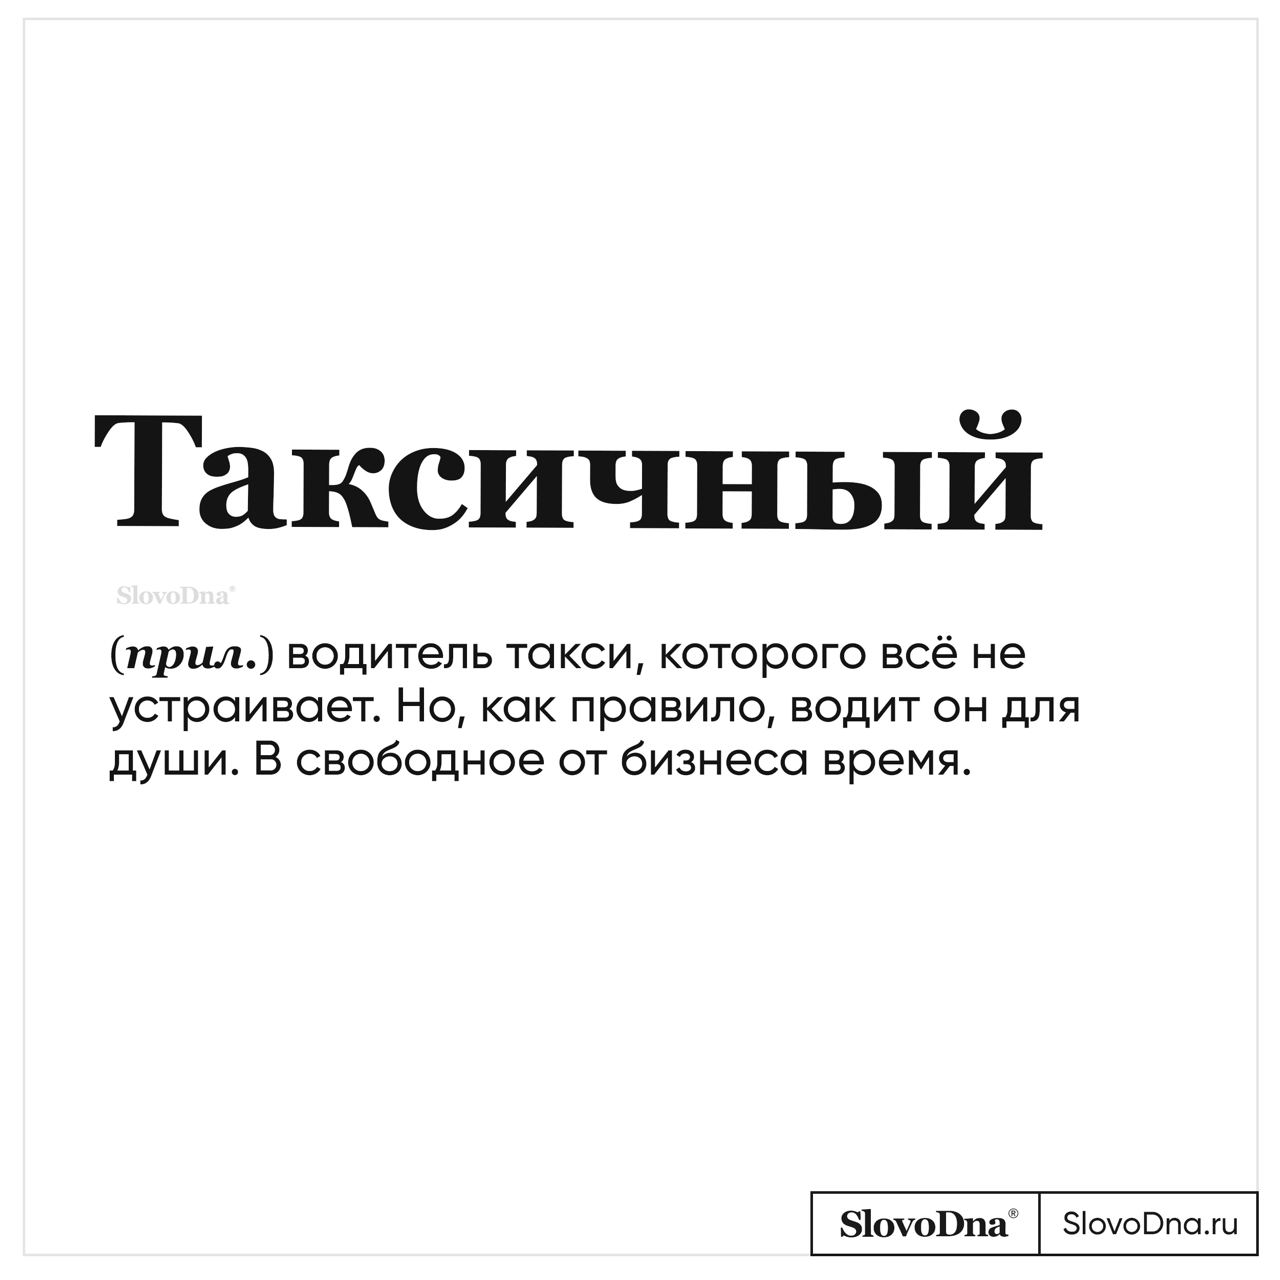 Таксичный
SlovoDna®
(прил.) водитель такси, которого всё не
устраивает. Но, как правило, водит он для
души. В свободное от бизнеса время.
SlovoDna® SlovoDna.ru